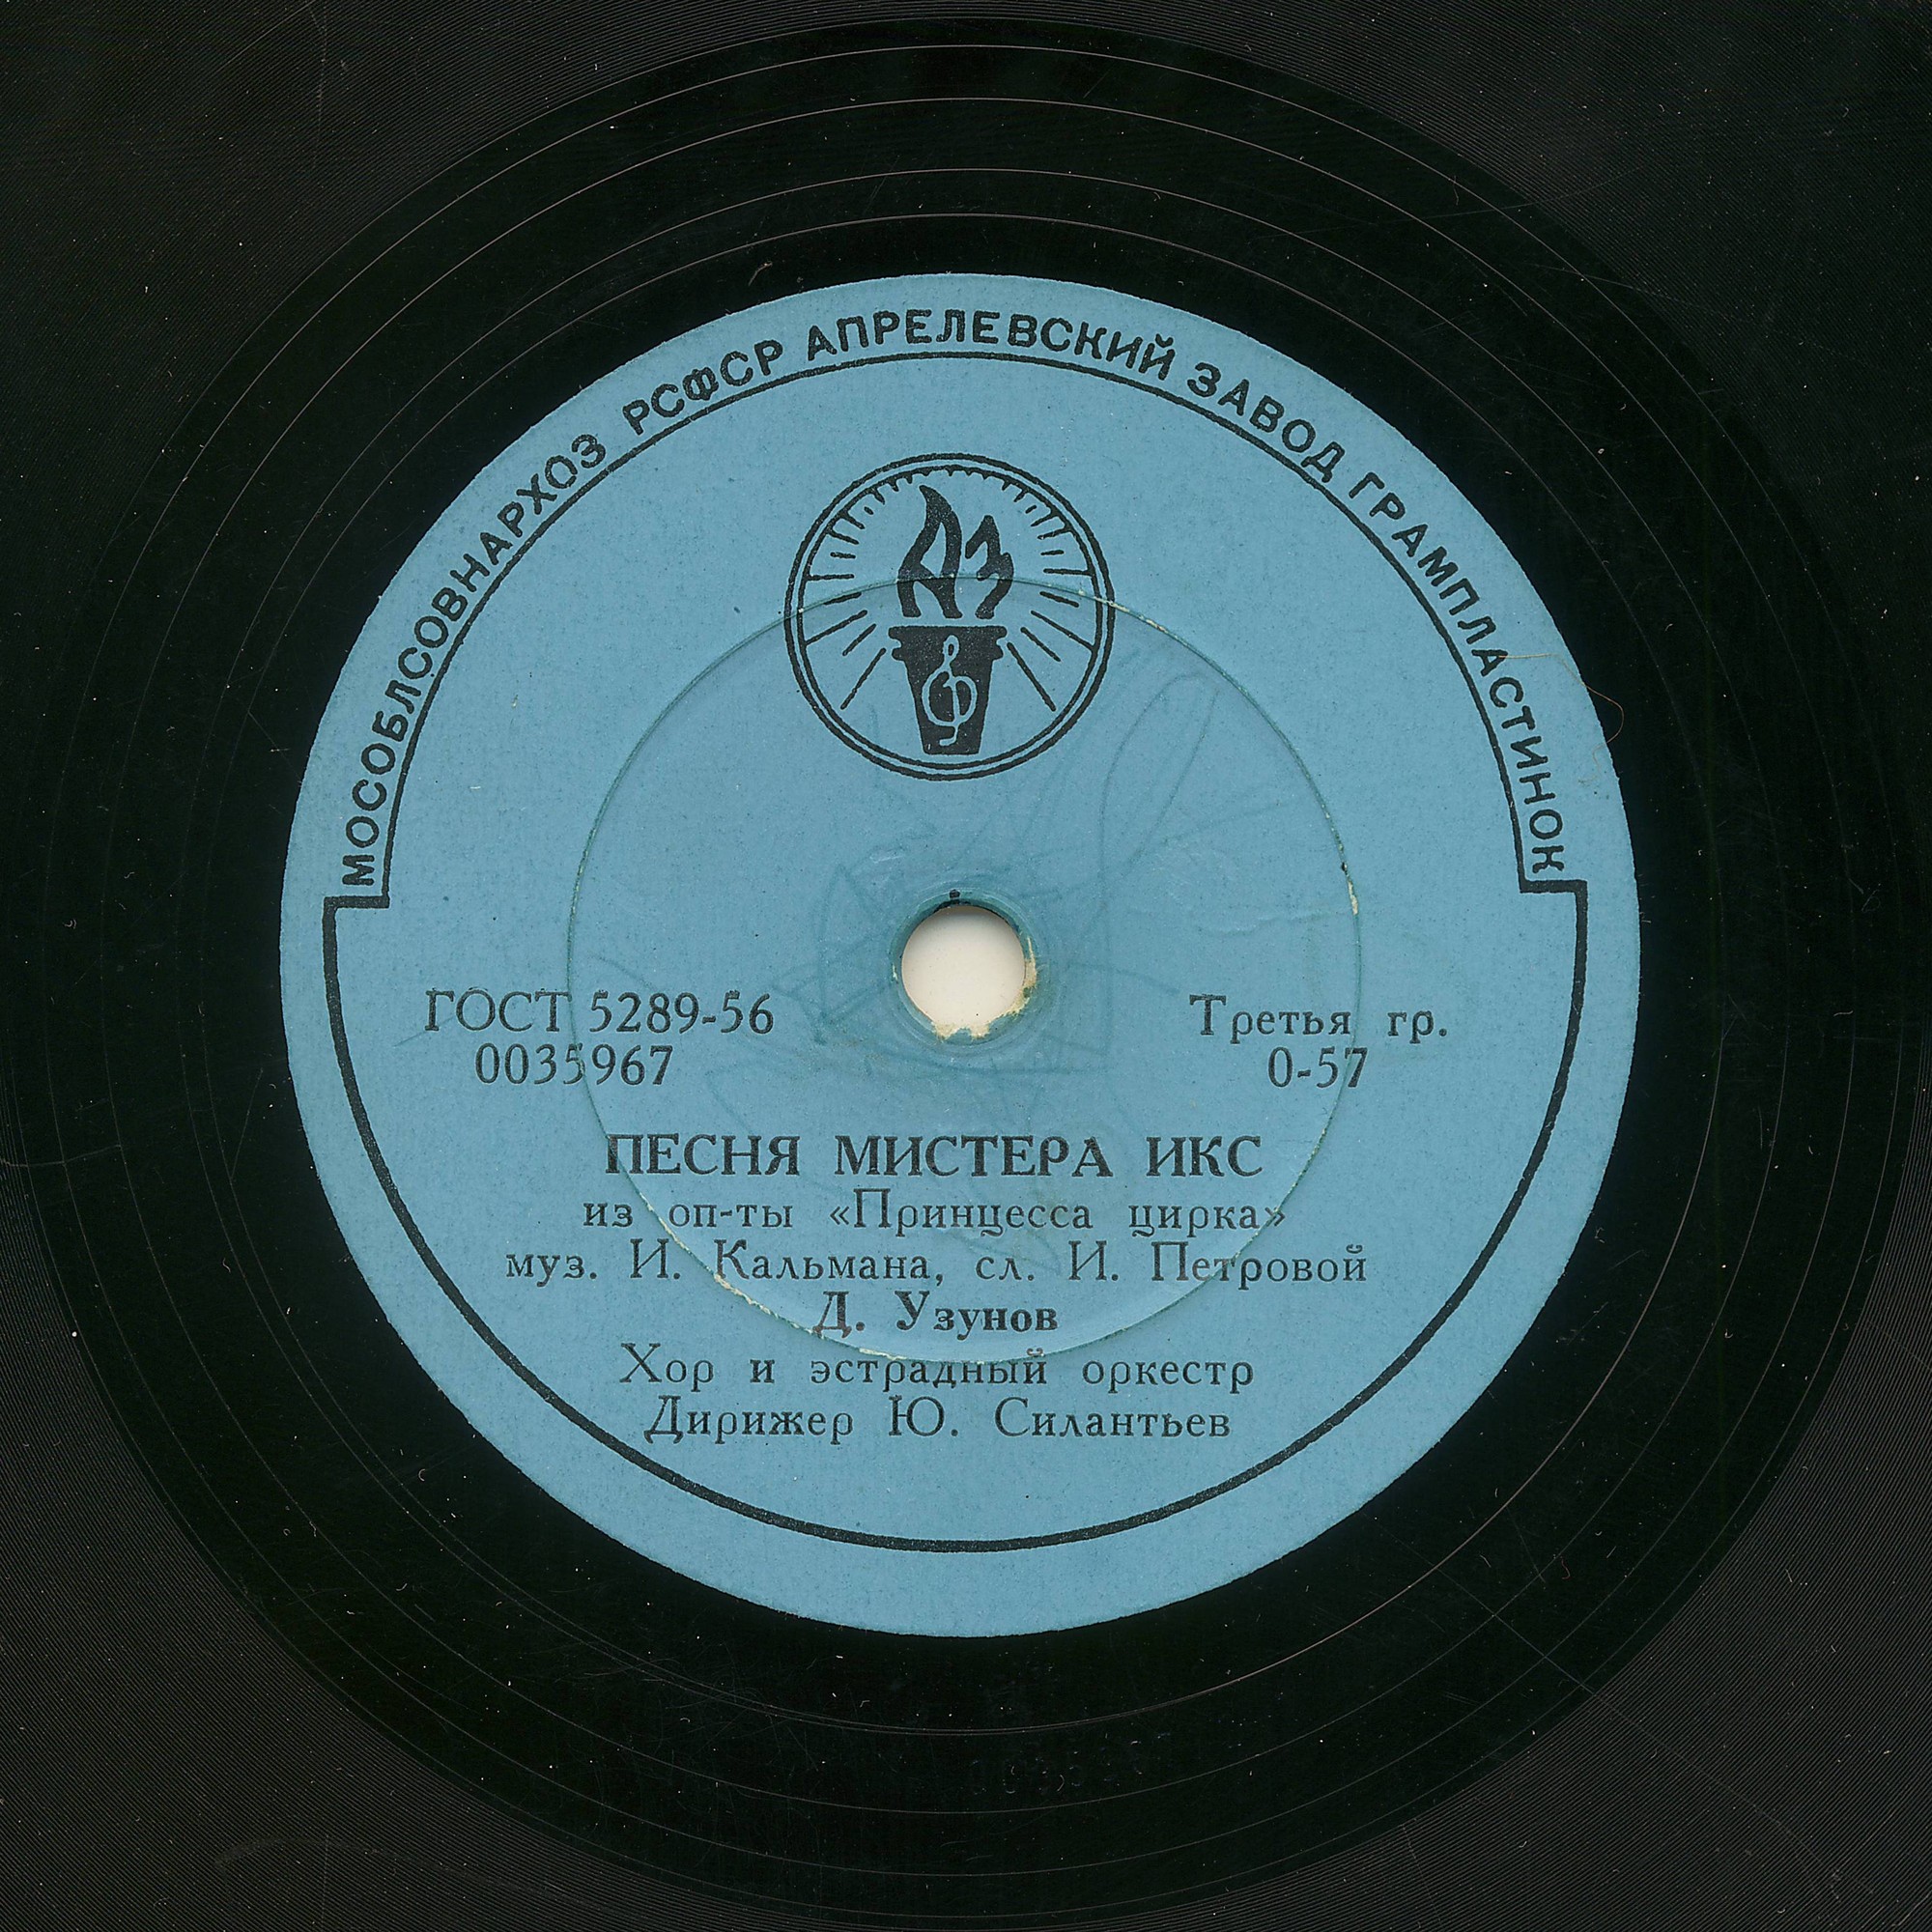 МОСОБЛСОВНАРХОЗ РСФСР АПРЕЛЕВСКИЙ ЗАВОД ГРАМПЛАСТИНОК
АЗ
ГОСТ 5289-56
Третья гр.
0035967
0-57
ПЕСНЯ МИСТЕРА ИКС
из оп-ты «Принцесса цирка»
муз. И. Кальмана, сл. И. Петровой
Д. Узунов
Хор и эстрадный оркестр
Дирижер Ю. Силантьев